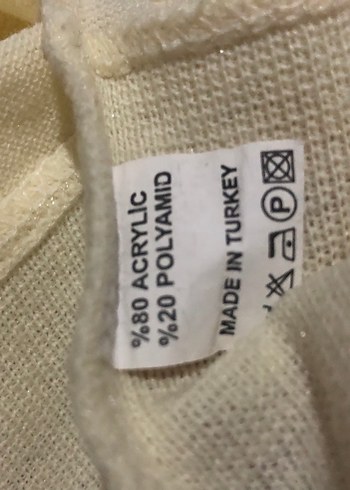 %80 ACRYLIC
%20 POLYAMID
MADE IN TURKEY
P